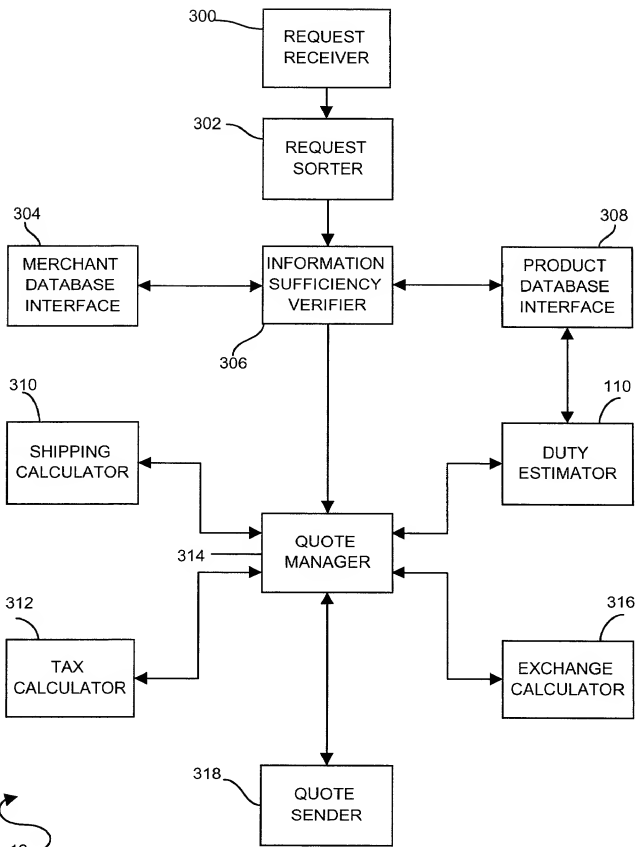 300
REQUEST
RECEIVER
302
REQUEST
SORTER
304
MERCHANT
DATABASE
INTERFACE
INFORMATION
SUFICIENCY
VERIFIER
306
308
PRODUCT
DATABASE
INTERFACE
310
SHIPPING
CALCULATOR
110
DUTY
ESTIMATOR
314
QUOTE
MANAGER
312
TAX
CALCULATOR
316
EXCHANGE
CALCULATOR
318
QUOTE
SENDER